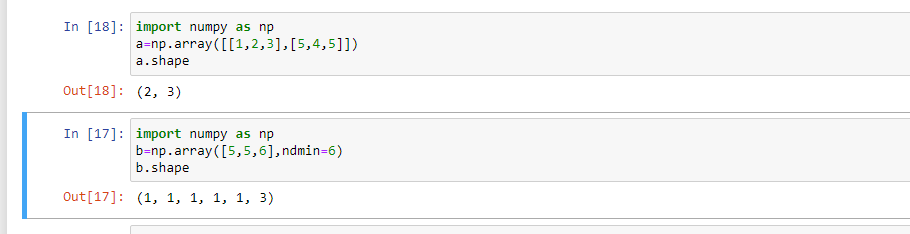 In [18]: import numpy as np
a=np.array([[1,2,3],[5,4,5]])
a.shape
Out[18]: (2, 3)
In [17]: import numpy as np
b=np.array([5,5,6],ndmin=6)
b.shape
Out[17]: (1, 1, 1, 1, 1, 3)